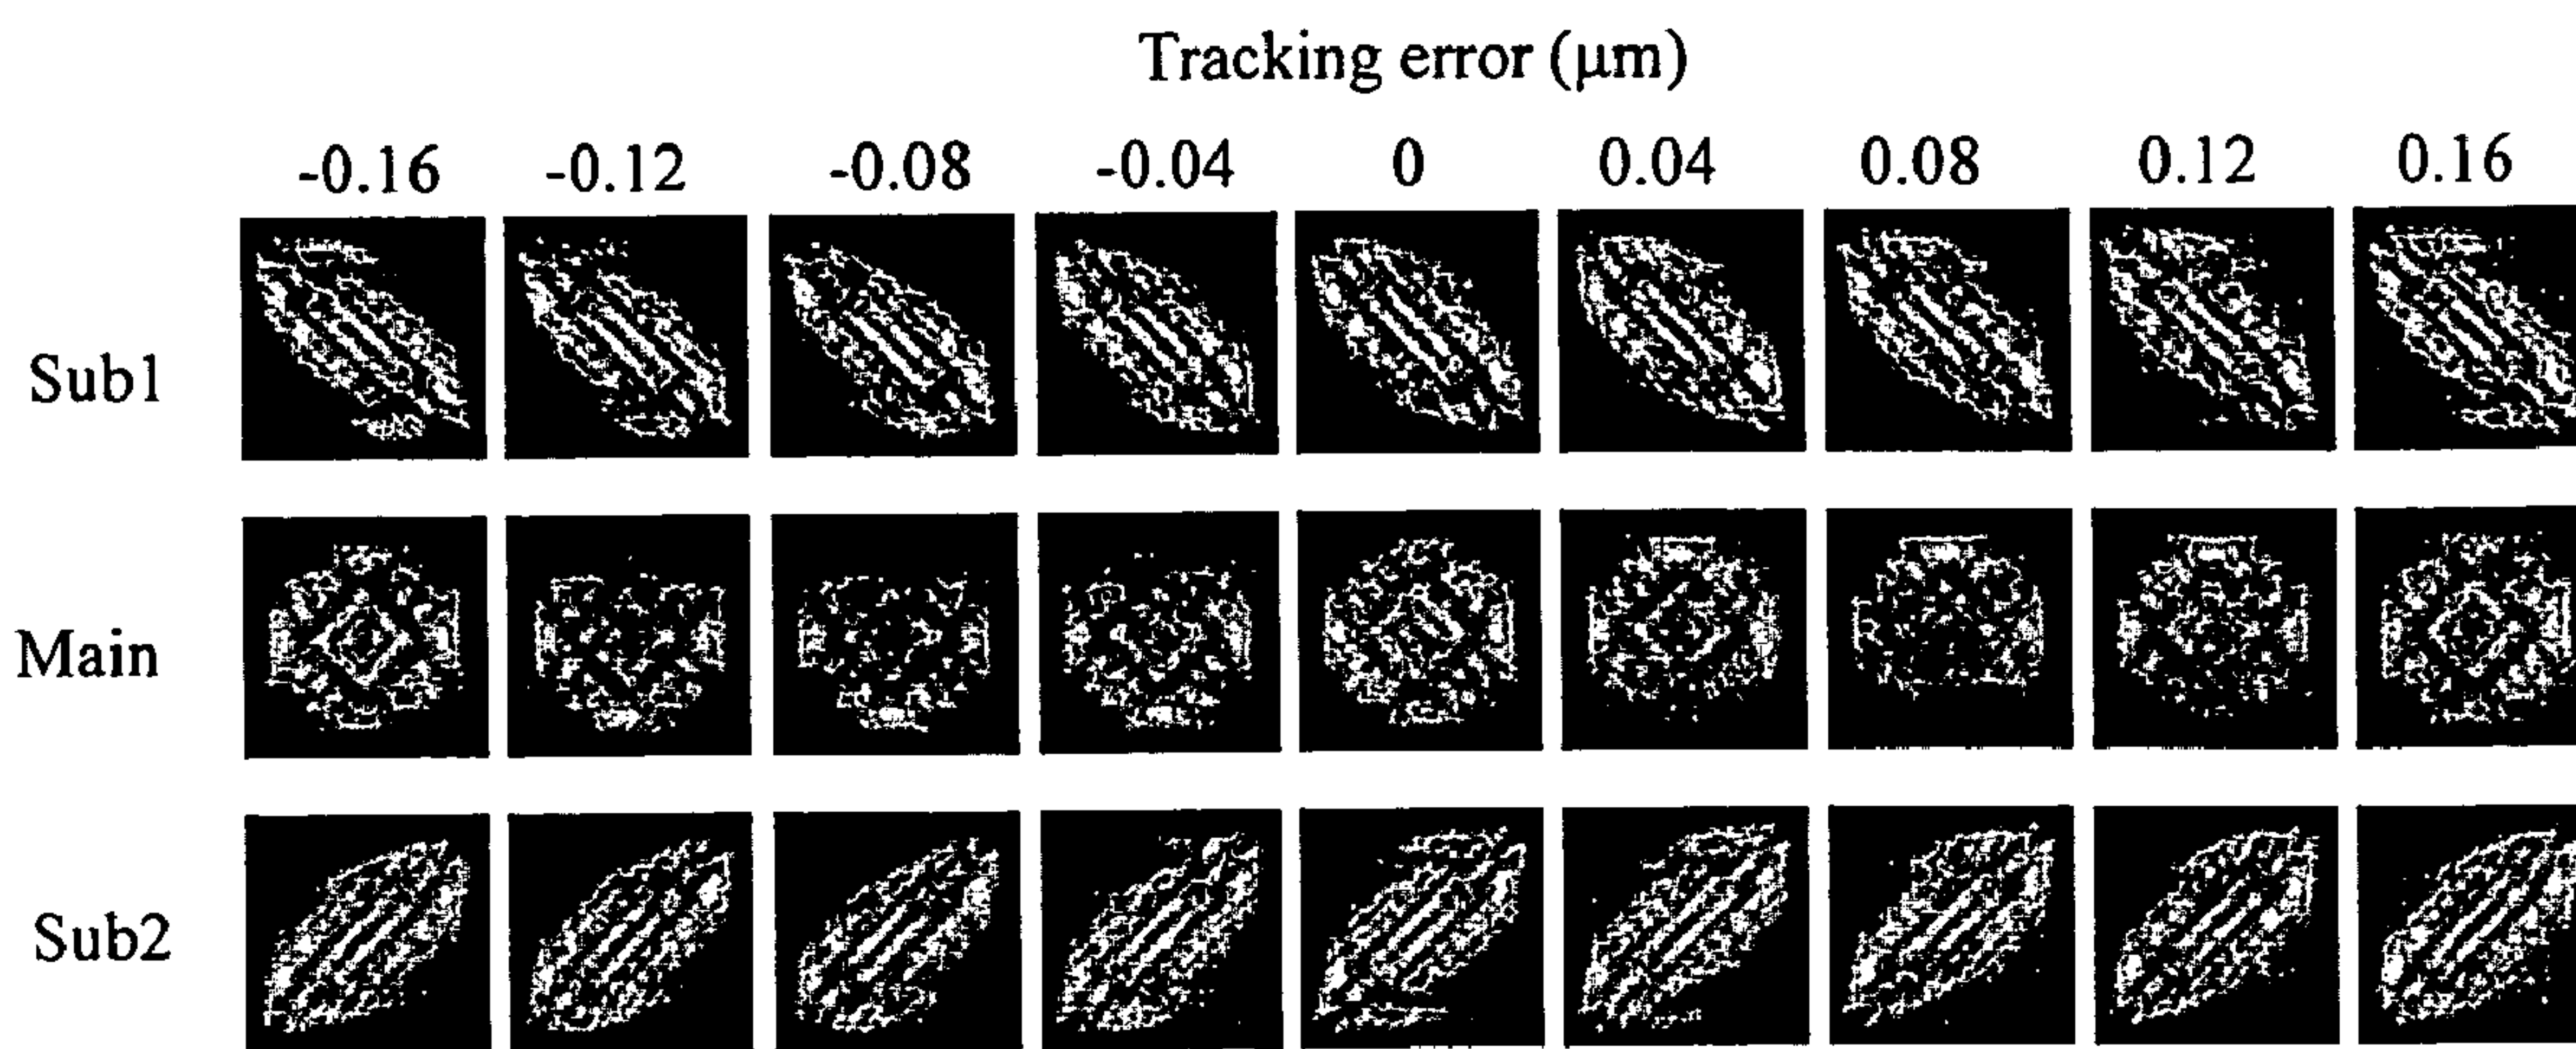 Tracking error (μm)
-0.16 -0.12 -0.08 -0.04 0 0.04 0.08 0.12 0.16
Sub1
Main
Sub2